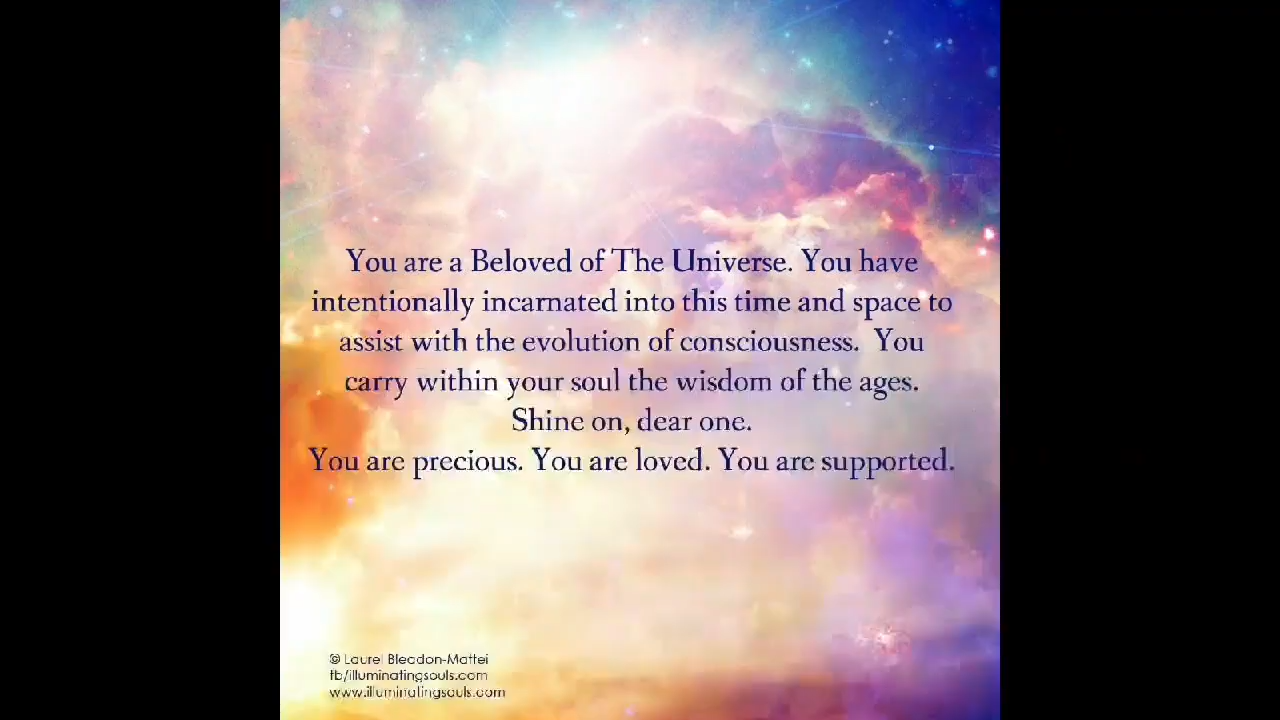 You are a Beloved of The Universe. You have
intentionally incarnated into this time and space to
assist with the evolution of consciousness.  You
carry within your soul the wisdom of the ages.
Shine on, dear one.
You are precious. You are loved. You are supported.
© Laurel Bleadon-Mattei
fb/illuminatingsouls.com
www.illuminatingsouls.com